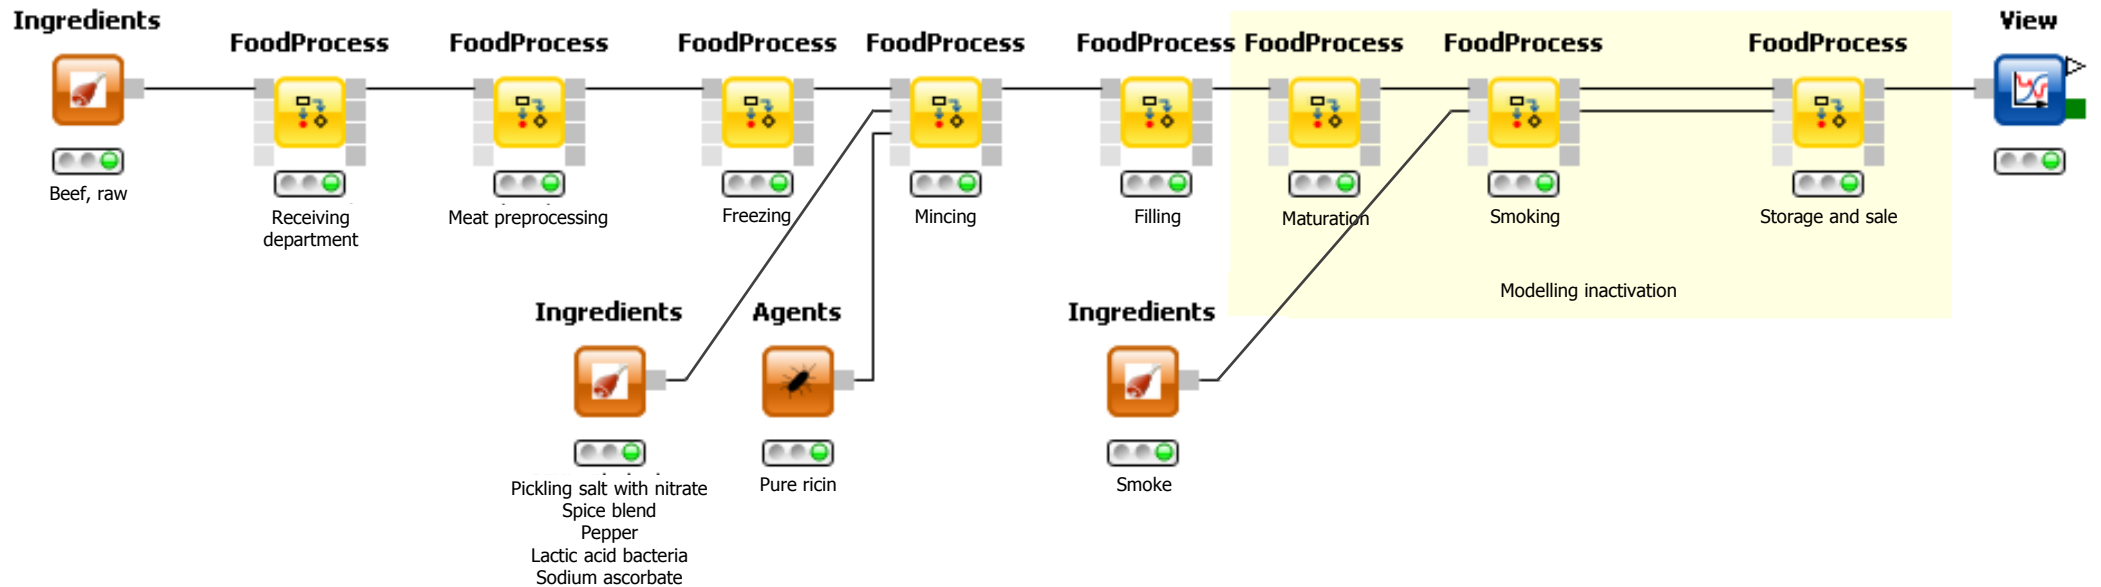 Ingredients
FoodProcess
FoodProcess
FoodProcess
FoodProcess
FoodProcess
FoodProcess
FoodProcess
FoodProcess
View
Beef, raw
Receiving
department
Meat preprocessing
Freezing
Mincing
Filling
Maturation
Smoking
Storage and sale
Modelling inactivation
Ingredients
Agents
Ingredients
Pickling salt with nitrate
Spice blend
Pepper
Lactic acid bacteria
Sodium ascorbate
Pure ricin
Smoke